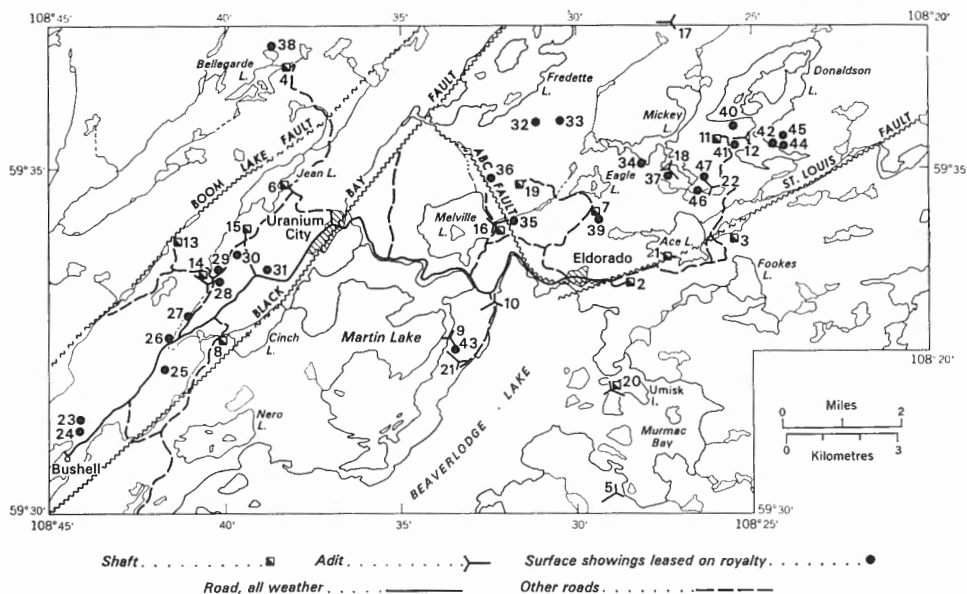 108° 45' 40 35 30 25 108° 20'
17
38
Bellegarde L.
4
Fredette L.
Donaldson L.
Mickey L.
40
32 33
11 42 45
41 12 44
BOOM LAKE FAULT
BLACK BAY FAULT
ABC FAULT
ST. LOUIS FAULT
59° 35' 59° 35'
34 18 47
37 22
46
36
Jean L.
6
19
Eagle L.
7
39
Uranium City
15
13
Melville L.
16 35
Ace L.
21
3
14 29 30 31
28
Eldorado
2
Fookes L.
27
26
8
Cinch L.
10
Martin Lake
9
43
21
108° 20'
25
20
Umisk I.
Miles
0 2
0 3
Kilometres
23
24
Nero L.
BEAVERLODGE LAKE
Murmac Bay
Bushell
5
59° 30' 59° 30'
108° 45' 40 35 30 108° 25'
Shaft Adit Surface showings leased on royalty
Road, all weather Other roads